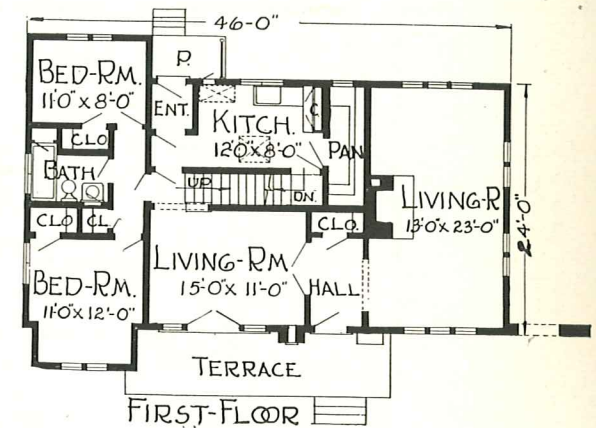 46-0"
P.
BED-RM.
11'0" x 8'-0"
ENT.
KITCH.
12'0" x 8'-0"
C
PAN
CLO
BATH
UP
DN.
LIVING-R
13'0" x 23'-0"
24'-0"
CLO
CL
CLO.
LIVING-RM
15'-0" x 11'-0"
HALL
BED-RM.
11'0" x 12'-0"
TERRACE
FIRST-FLOOR